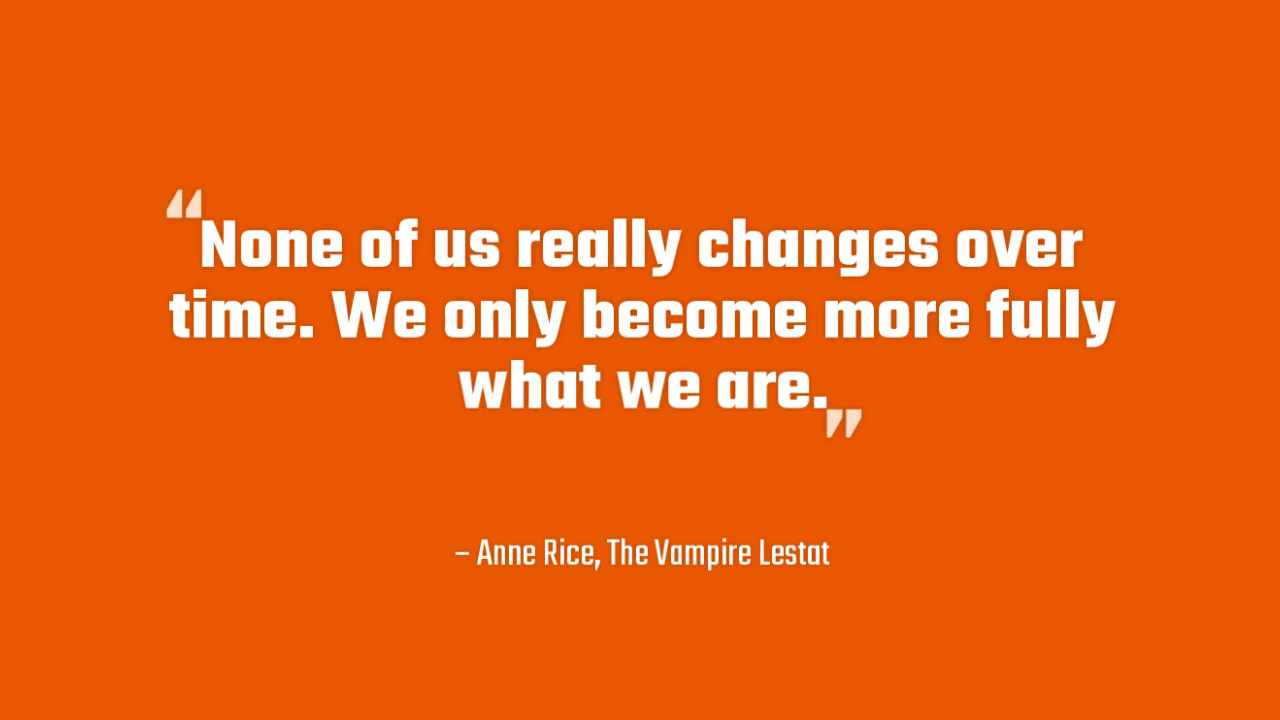 “None of us really changes over
time. We only become more fully
what we are.”
– Anne Rice, The Vampire Lestat